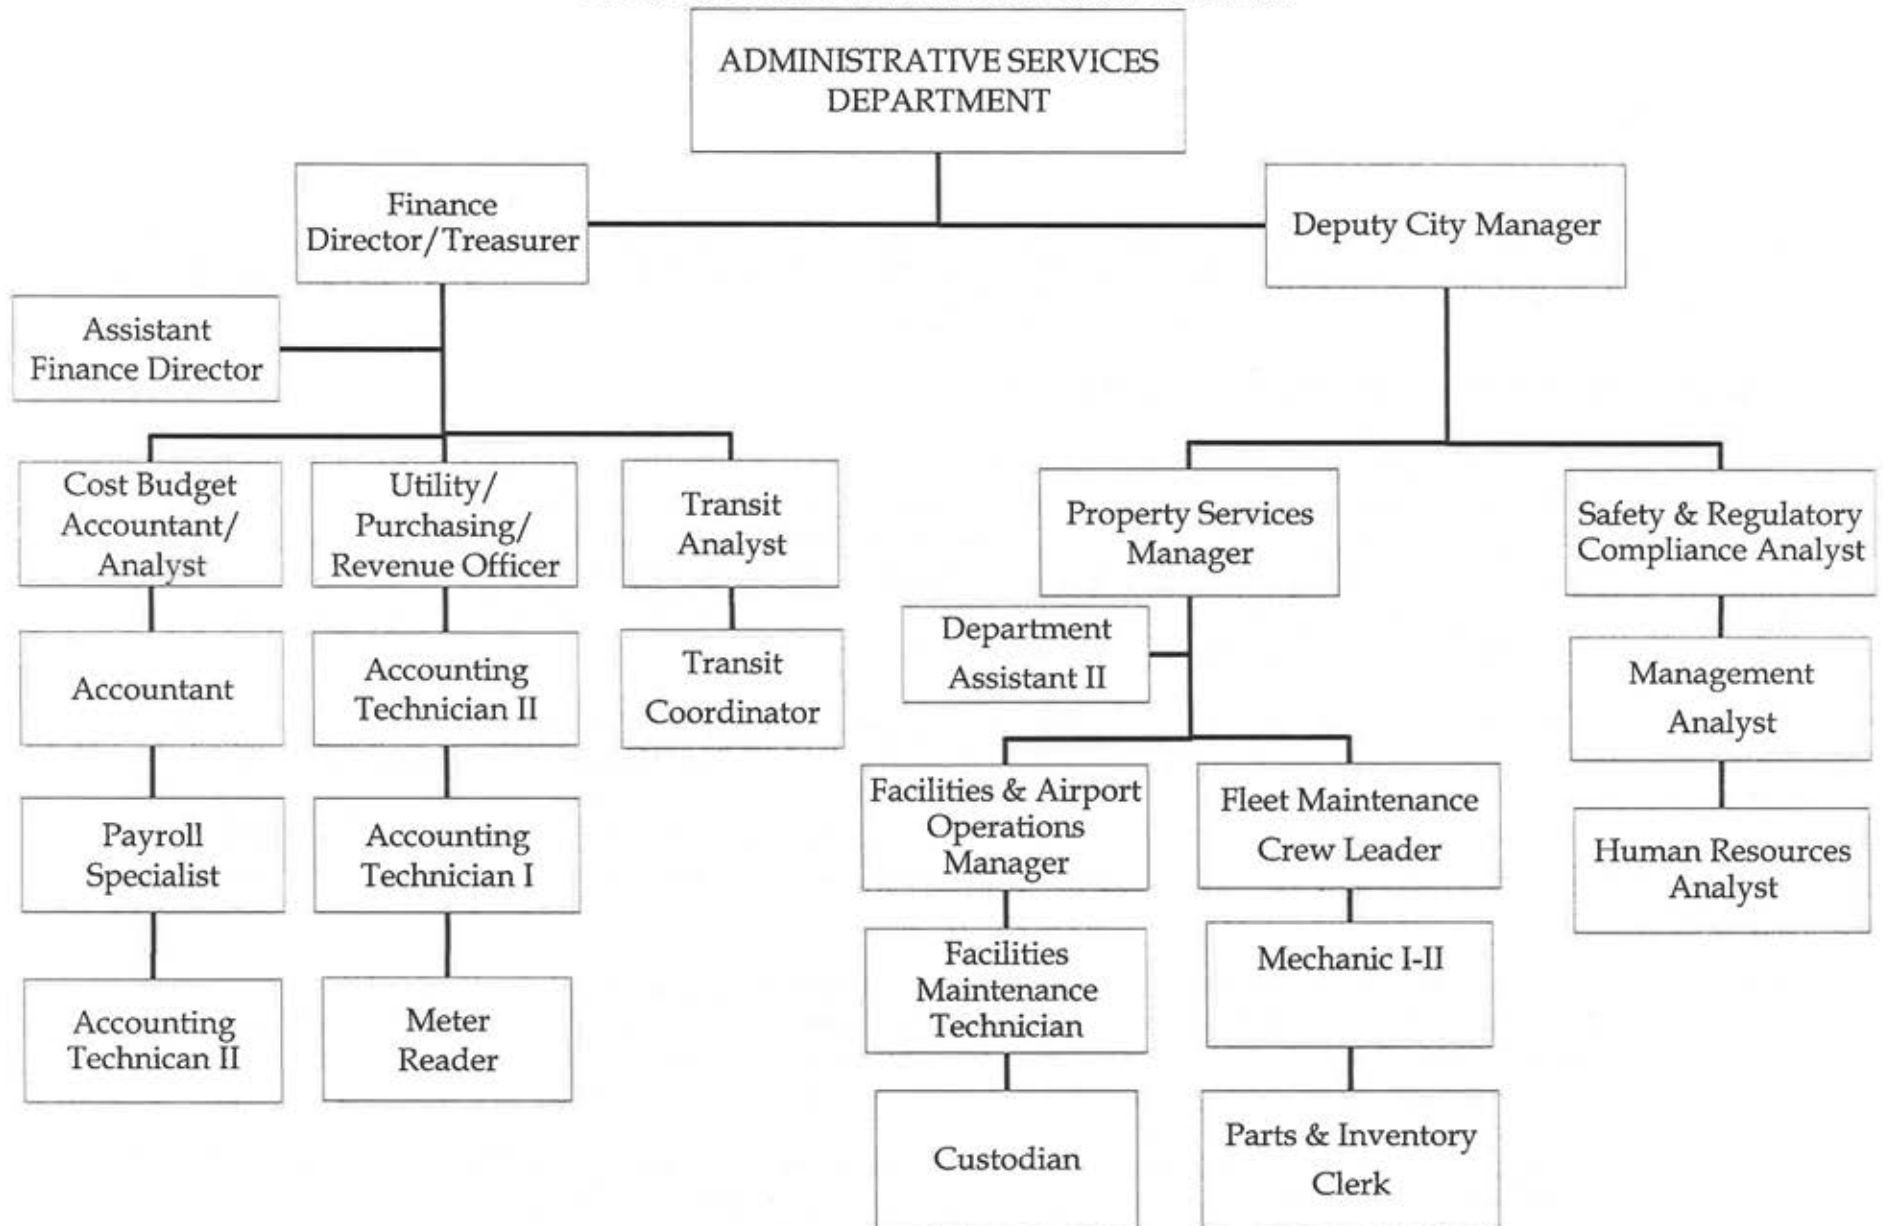 ADMINISTRATIVE SERVICES
DEPARTMENT
Finance
Director/Treasurer
Deputy City Manager
Assistant
Finance Director
Cost Budget
Accountant/
Analyst
Utility/
Purchasing/
Revenue Officer
Transit
Analyst
Property Services
Manager
Safety & Regulatory
Compliance Analyst
Department
Assistant II
Accountant
Accounting
Technician II
Transit
Coordinator
Management
Analyst
Payroll
Specialist
Accounting
Technician I
Facilities & Airport
Operations
Manager
Fleet Maintenance
Crew Leader
Human Resources
Analyst
Accounting
Technican II
Meter
Reader
Facilities
Maintenance
Technician
Mechanic I-II
Custodian
Parts & Inventory
Clerk